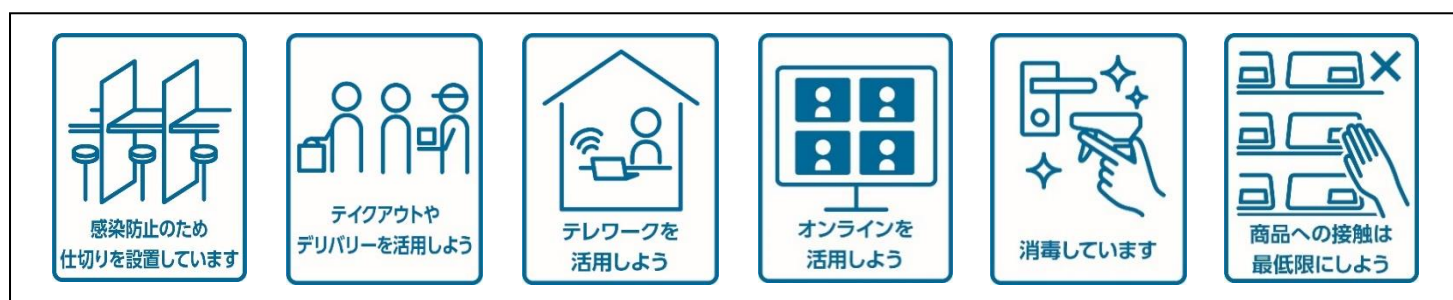 感染防止のため
仕切りを設置しています
テイクアウトや
デリバリーを活用しよう
テレワークを
活用しよう
オンラインを
活用しよう
消毒しています
商品への接触は
最低限にしよう